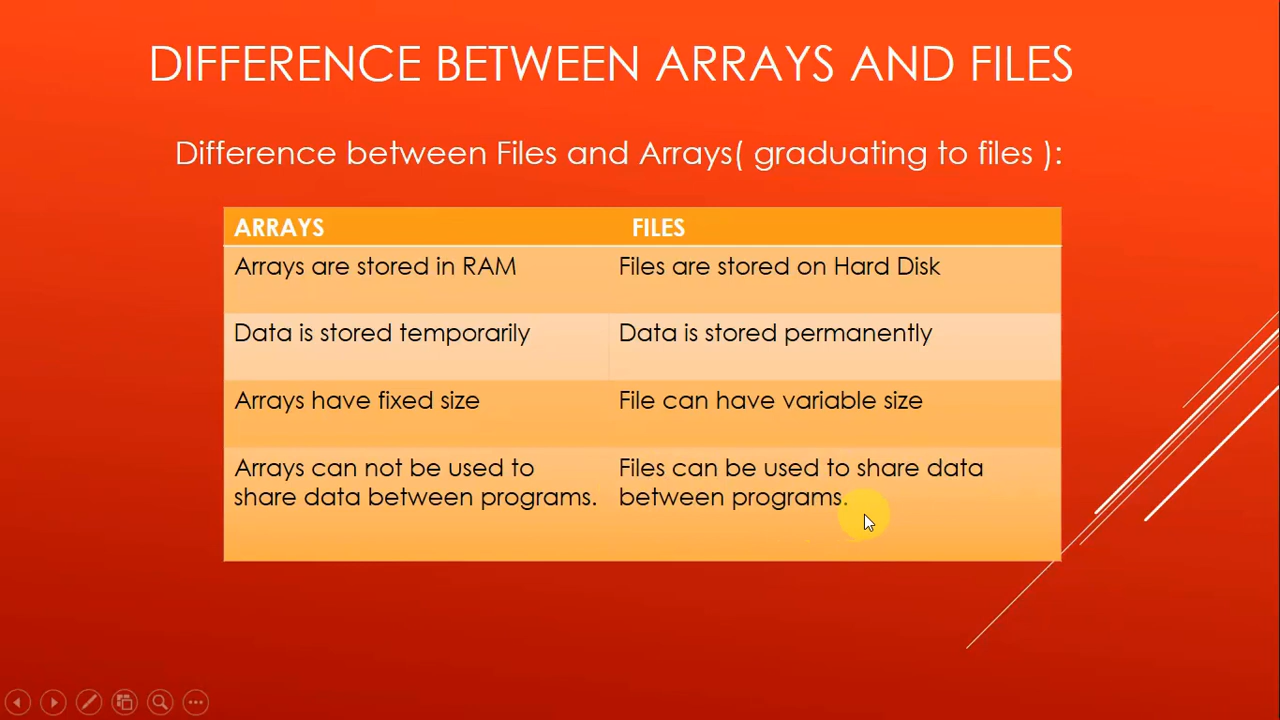 DIFFERENCE BETWEEN ARRAYS AND FILES
Difference between Files and Arrays( graduating to files ):
ARRAYS
FILES
Arrays are stored in RAM
Files are stored on Hard Disk
Data is stored temporarily
Data is stored permanently
Arrays have fixed size
File can have variable size
Arrays can not be used to
share data between programs.
Files can be used to share data
between programs.